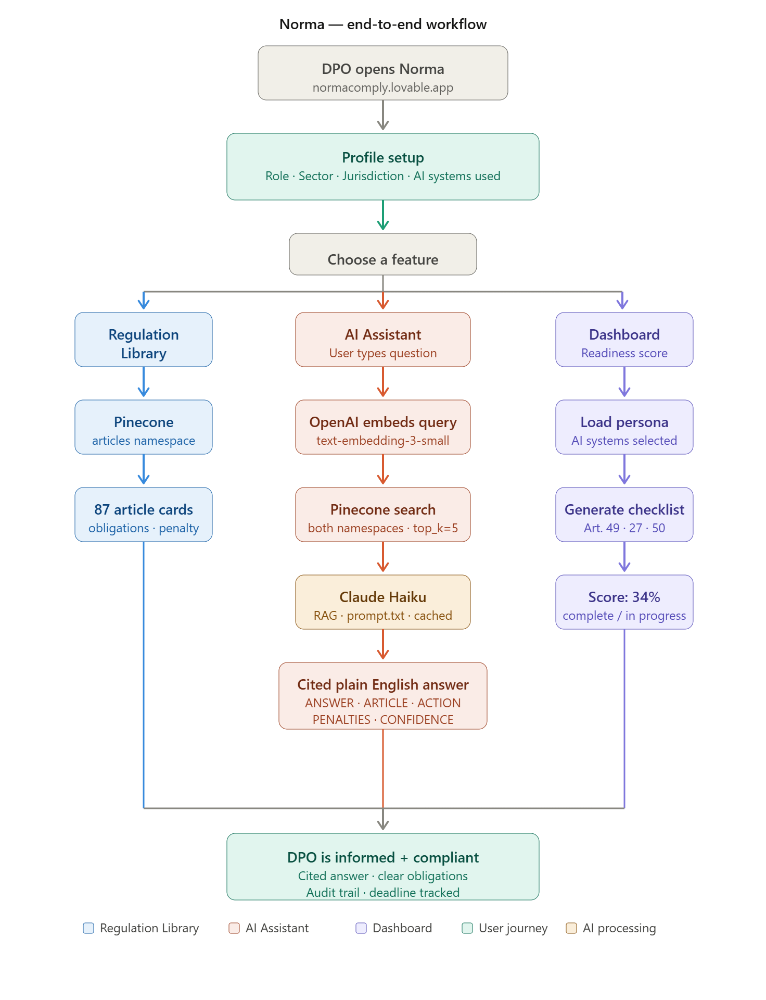 Norma — end-to-end workflow
DPO opens Norma
normacomply.lovable.app
Profile setup
Role · Sector · Jurisdiction · AI systems used
Choose a feature
Regulation
Library
AI Assistant
User types question
Dashboard
Readiness score
Pinecone
articles namespace
OpenAI embeds query
text-embedding-3-small
Load persona
AI systems selected
87 article cards
obligations · penalty
Pinecone search
both namespaces · top_k=5
Generate checklist
Art. 49 · 27 · 50
Claude Haiku
RAG · prompt.txt · cached
Score: 34%
complete / in progress
Cited plain English answer
ANSWER · ARTICLE · ACTION
PENALTIES · CONFIDENCE
DPO is informed + compliant
Cited answer · clear obligations
Audit trail · deadline tracked
Regulation Library
AI Assistant
Dashboard
User journey
AI processing